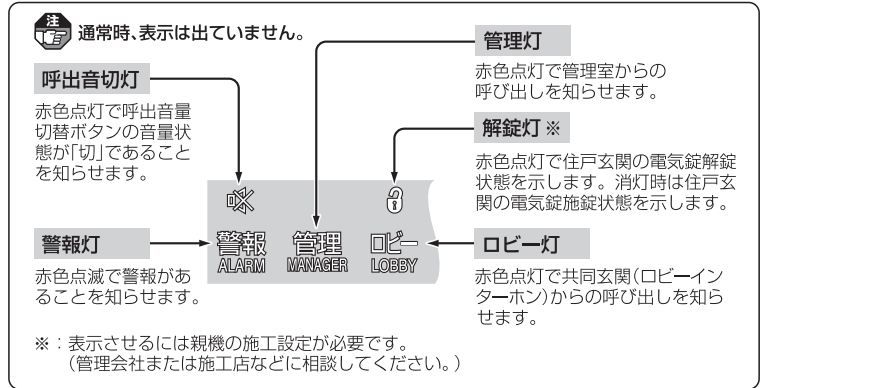 注
通常時、表示は出ていません。
呼出音切灯
赤色点灯で呼出音量
切替ボタンの音量状
態が「切」であること
を知らせます。
管理灯
赤色点灯で管理室からの
呼び出しを知らせます。
解錠灯※
赤色点灯で住戸玄関の電気錠解錠
状態を示します。消灯時は住戸玄
関の電気錠施錠状態を示します。
警報灯
赤色点滅で警報があ
ることを知らせます。
警報 管理 ロビー
ALARM MANAGER LOBBY
ロビー灯
赤色点灯で共同玄関(ロビーイン
ターホン)からの呼び出しを知ら
せます。
※:表示させるには親機の施工設定が必要です。
(管理会社または施工店などに相談してください。)